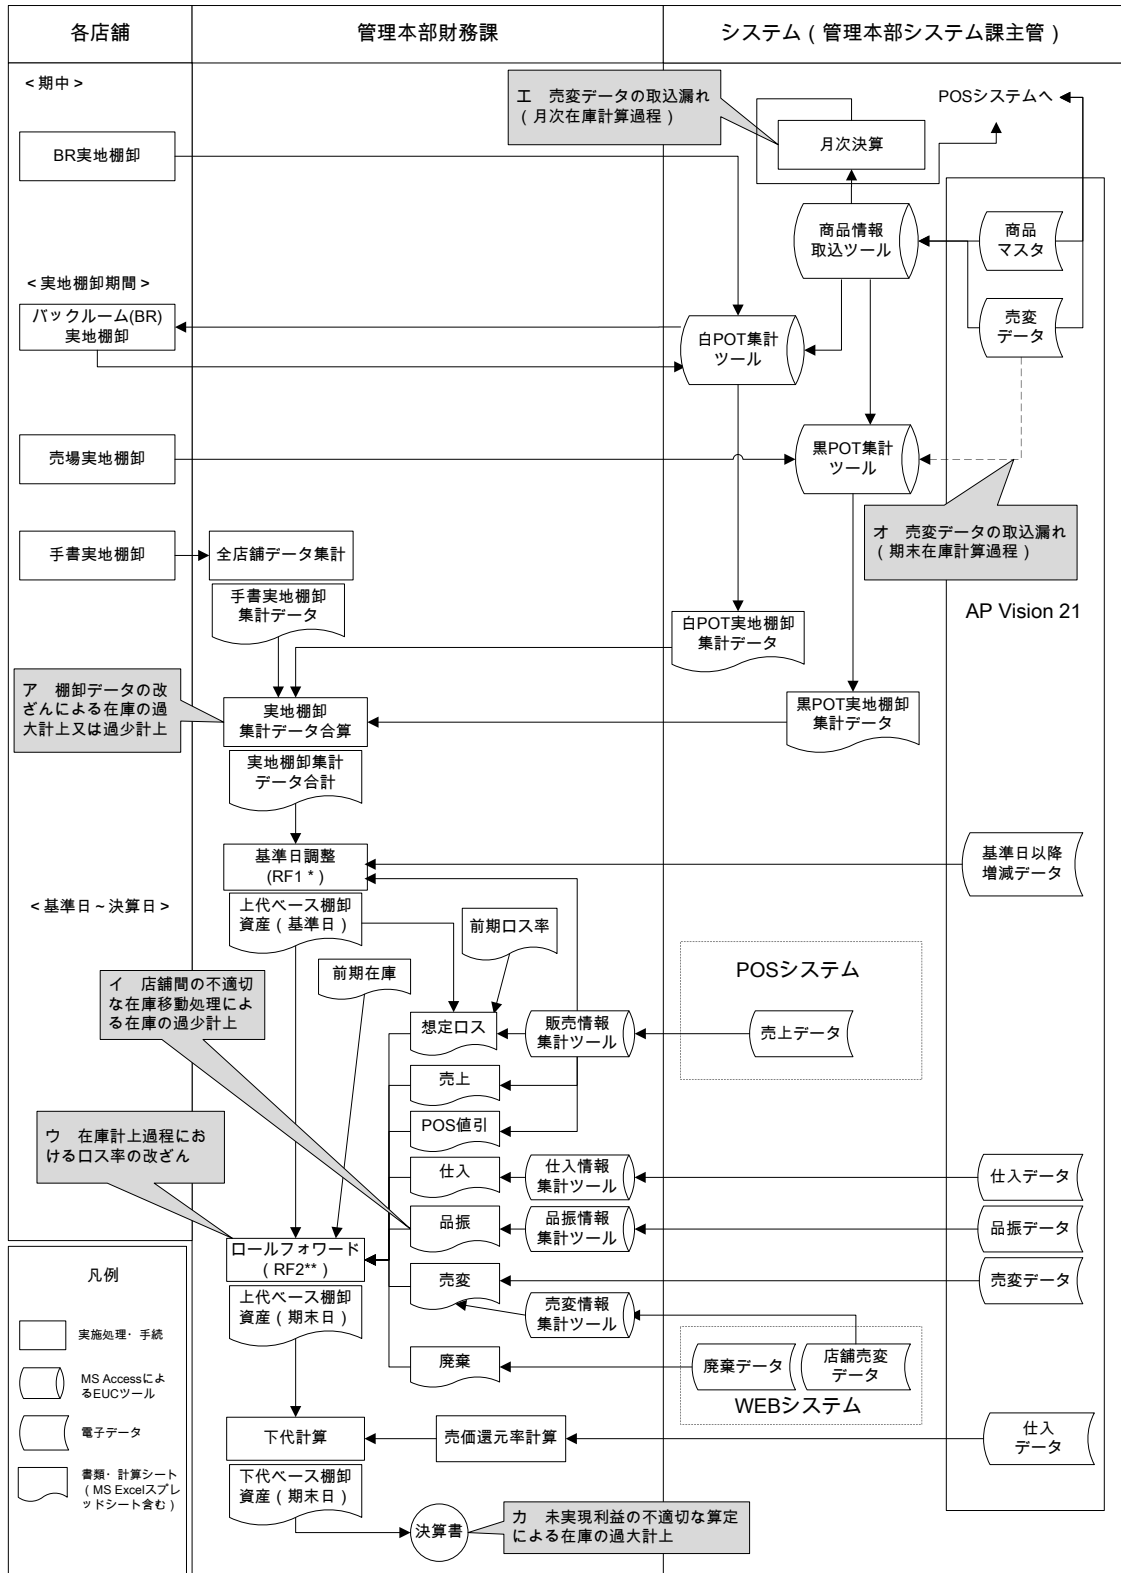 各店舗
管理本部財務課
システム（管理本部システム課主管）
＜期中＞
エ　売変データの取込漏れ
（月次在庫計算過程）
POSシステムへ
BR実地棚卸
月次決算
商品情報
取込ツール
商品
マスタ
＜実地棚卸期間＞
バックルーム(BR)
実地棚卸
白POT集計
ツール
売変
データ
売場実地棚卸
黒POT集計
ツール
オ　売変データの取込漏れ
（期末在庫計算過程）
手書実地棚卸
全店舗データ集計
手書実地棚卸
集計データ
白POT実地棚卸
集計データ
AP Vision 21
ア　棚卸データの改
ざんによる在庫の過
大計上又は過少計上
実地棚卸
集計データ合算
黒POT実地棚卸
集計データ
実地棚卸集計
データ合計
基準日調整
(RF1 * )
基準日以降
増減データ
＜基準日～決算日＞
上代ベース棚卸
資産（基準日）
前期ロス率
前期在庫
イ　店舗間の不適切
な在庫移動処理によ
る在庫の過少計上
POSシステム
想定ロス
販売情報
集計ツール
売上データ
売上
POS値引
ウ　在庫計上過程にお
けるロス率の改ざん
仕入
仕入情報
集計ツール
仕入データ
品振
品振情報
集計ツール
品振データ
ロールフォワード
（RF2**）
売変
売変データ
上代ベース棚卸
資産（期末日）
売変情報
集計ツール
廃棄
廃棄データ
店舗売変
データ
WEBシステム
下代計算
売価還元率計算
仕入
データ
下代ベース棚卸
資産（期末日）
決算書
カ　未実現利益の不適切な算定
による在庫の過大計上
凡例
実施処理・手続
MS Accessによ
るEUCツール
電子データ
書類・計算シート
（MS Excelスプレ
ッドシート含む）